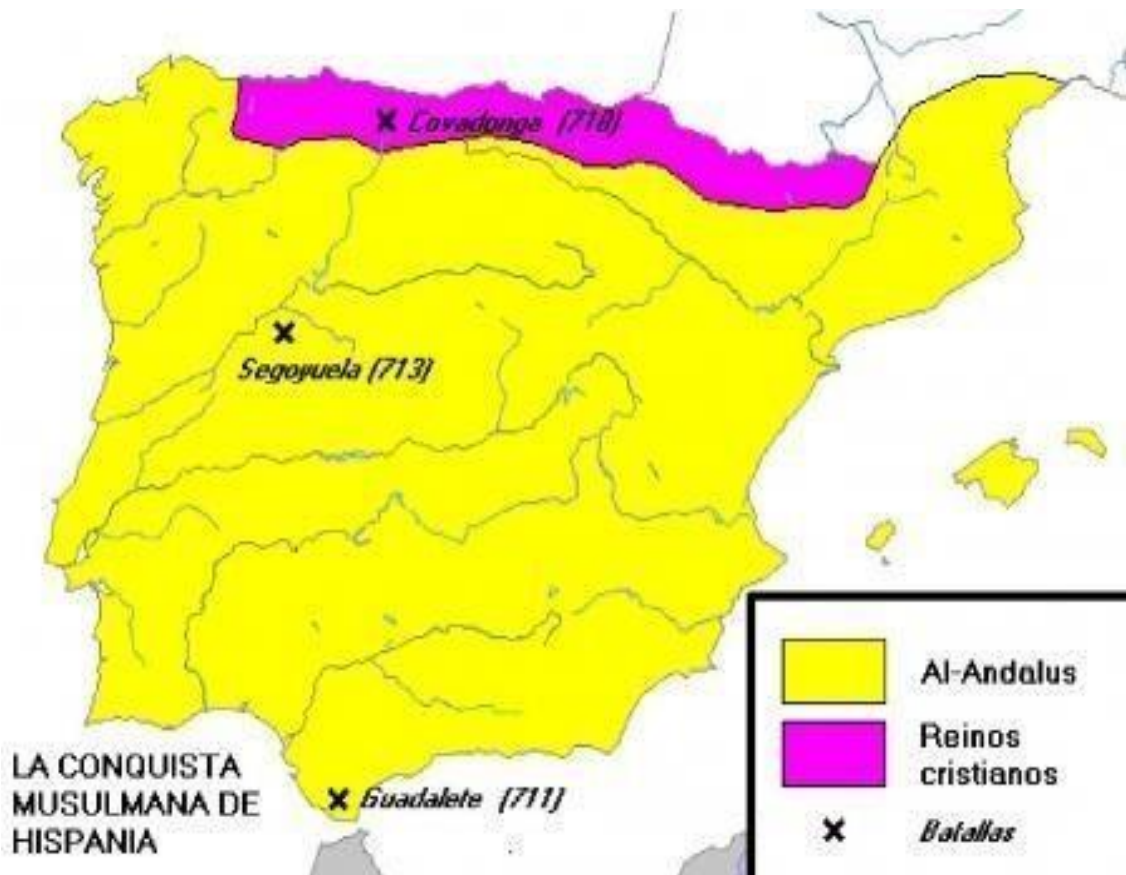 Covadonga (718)
Segoyuela (713)
Guadalete (711)
LA CONQUISTA
MUSULMANA DE
HISPANIA
Al-Andalus
Reinos
cristianos
Batallas